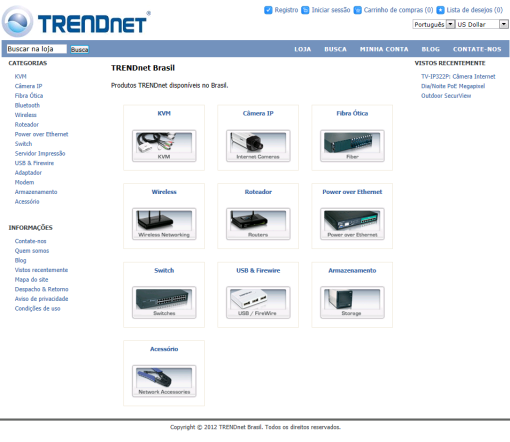 TRENDnet®
Registro Iniciar sessão Carrinho de compras (0) Lista de desejos (0)
Português US Dollar
Buscar na loja Busca
LOJA BUSCA MINHA CONTA BLOG CONTATE-NOS
CATEGORIAS
KVM
Câmera IP
Fibra Ótica
Bluetooth
Wireless
Roteador
Power over Ethernet
Switch
Servidor Impressão
USB & Firewire
Adaptador
Modem
Armazenamento
Acessório
INFORMAÇÕES
Contate-nos
Quem somos
Blog
Vistos recentemente
Mapa do site
Despacho & Retorno
Aviso de privacidade
Condições de uso
TRENDnet Brasil
Produtos TRENDnet disponíveis no Brasil.
KVM
KVM
Câmera IP
Internet Cameras
Fibra Ótica
Fiber
Wireless
Wireless Networking
Roteador
Routers
Power over Ethernet
Power over Ethernet
Switch
Switches
USB & Firewire
USB / FireWire
Armazenamento
Storage
Acessório
Network Accessories
VISTOS RECENTEMENTE
TV-IP322P: Câmera Internet
Dia/Noite PoE Megapixel
Outdoor SecurView
Copyright © 2012 TRENDnet Brasil. Todos os direitos reservados.